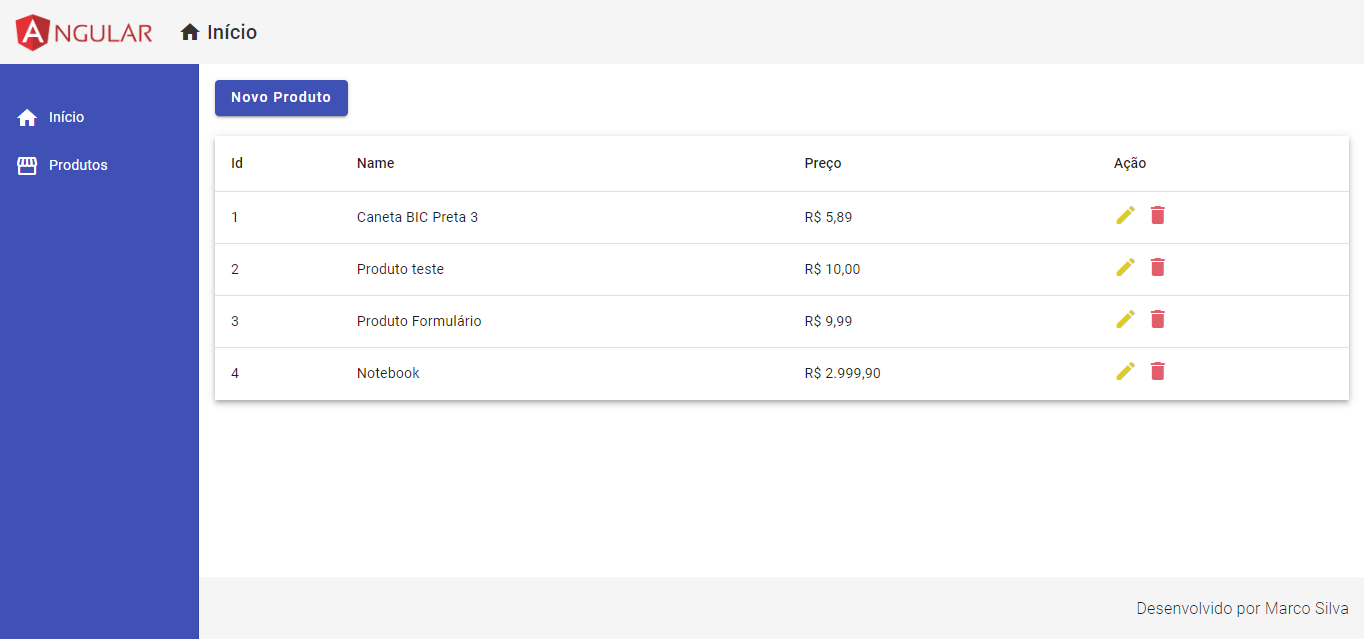 ANGULAR Início
Início
Produtos
Novo Produto
Id Name Preço Ação
1 Caneta BIC Preta 3 R$ 5,89
2 Produto teste R$ 10,00
3 Produto Formulário R$ 9,99
4 Notebook R$ 2.999,90
Desenvolvido por Marco Silva